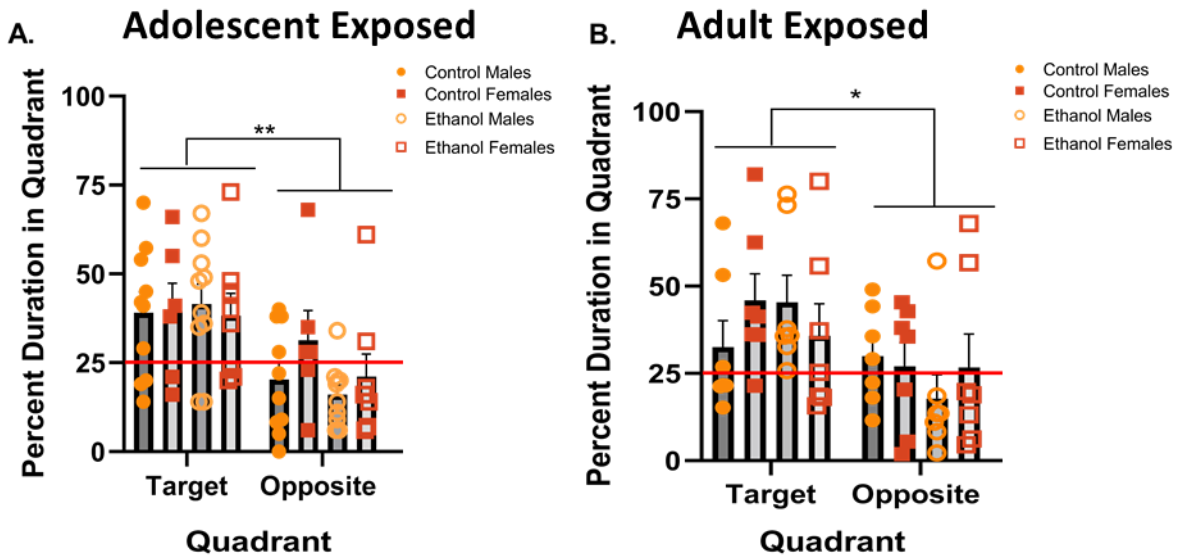 A.
Adolescent Exposed
Percent Duration in Quadrant
100
75
50
25
0
Control Males
Control Females
Ethanol Males
Ethanol Females
**
Target
Opposite
Quadrant
B.
Adult Exposed
Percent Duration in Quadrant
100
75
50
25
0
Control Males
Control Females
Ethanol Males
Ethanol Females
*
Target
Opposite
Quadrant